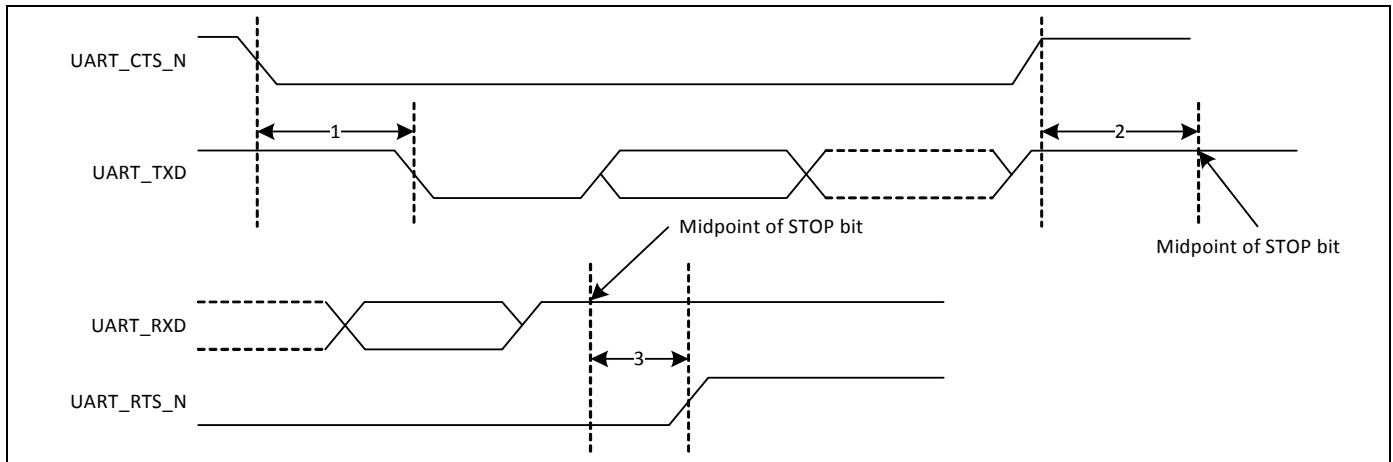 UART_CTS_N
1
2
UART_TXD
Midpoint of STOP bit
Midpoint of STOP bit
UART_RXD
3
UART_RTS_N